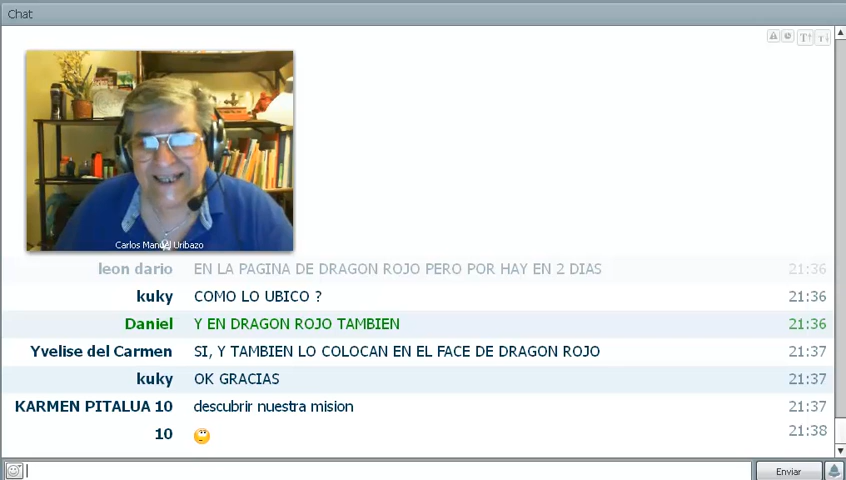 Chat
Carlos Manuel Uribazo
leon dario EN LA PAGINA DE DRAGON ROJO PERO POR HAY EN 2 DIAS 21:36
kuky COMO LO UBICO ? 21:36
Daniel Y EN DRAGON ROJO TAMBIEN 21:36
Yvelise del Carmen SI, Y TAMBIEN LO COLOCAN EN EL FACE DE DRAGON ROJO 21:37
kuky OK GRACIAS 21:37
KARMEN PITALUA 10 descubrir nuestra mision 21:37
10 21:38
Enviar